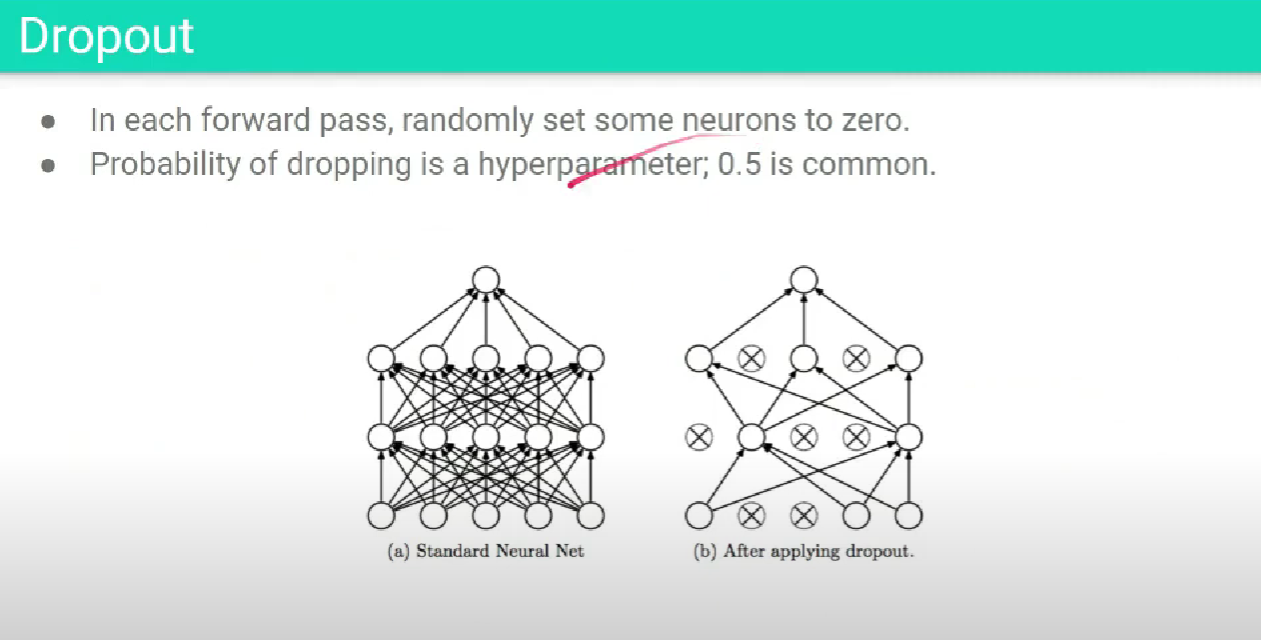 Dropout
● In each forward pass, randomly set some neurons to zero.
● Probability of dropping is a hyperparameter; 0.5 is common.
(a) Standard Neural Net
(b) After applying dropout.